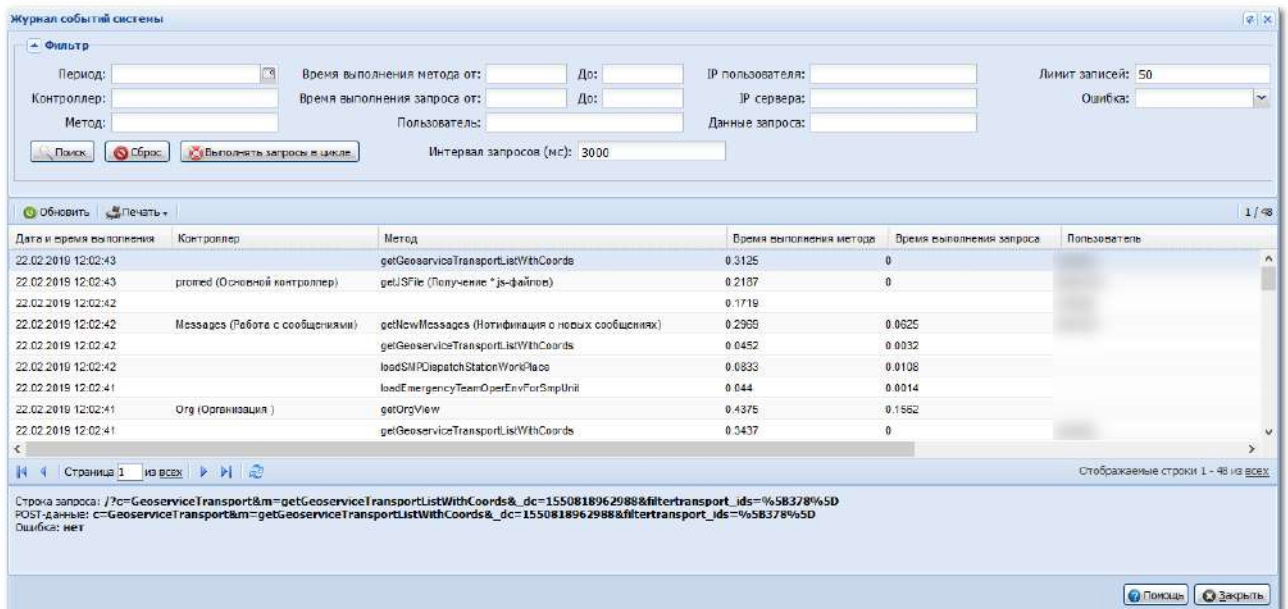 Журнал событий системы
Фильтр
Период: Время выполнения метода от: До: IP пользователя: Лимит записей: 50
Контроллер: Время выполнения запроса от: До: IP сервера: Ошибка:
Метод: Пользователь: Данные запроса:
Поиск Сброс Выполнять запросы в цикле Интервал запросов (мс): 3000
Обновить Печать 1 / 48
Дата и время выполнения Контроллер Метод Время выполнения метода Время выполнения запроса Пользователь
22.02.2019 12:02:43 getGeoserviceTransportListWithCoords 0.3125 0
22.02.2019 12:02:43 promed (Основной контроллер) getJSFile (Получение *.js-файлов) 0.2187 0
22.02.2019 12:02:42 0.1719
22.02.2019 12:02:42 Messages (Работа с сообщениями) getNewMessages (Нотификация о новых сообщениях) 0.2969 0.0625
22.02.2019 12:02:42 getGeoserviceTransportListWithCoords 0.0452 0.0032
22.02.2019 12:02:42 loadSMPDispatchStationWorkPlace 0.0833 0.0108
22.02.2019 12:02:41 loadEmergencyTeamOperEnvForSmpUnit 0.044 0.0014
22.02.2019 12:02:41 Org (Организация ) getOrgView 0.4375 0.1562
22.02.2019 12:02:41 getGeoserviceTransportListWithCoords 0.3437 0
Страница 1 из всех Отображаемые строки 1 - 48 из всех
Строка запроса: /?c=GeoserviceTransport&m=getGeoserviceTransportListWithCoords&_dc=1550818962988&filtertransport_ids=%5B378%5D
POST-данные: c=GeoserviceTransport&m=getGeoserviceTransportListWithCoords&_dc=1550818962988&filtertransport_ids=%5B378%5D
Ошибка: нет
Помощь Закрыть